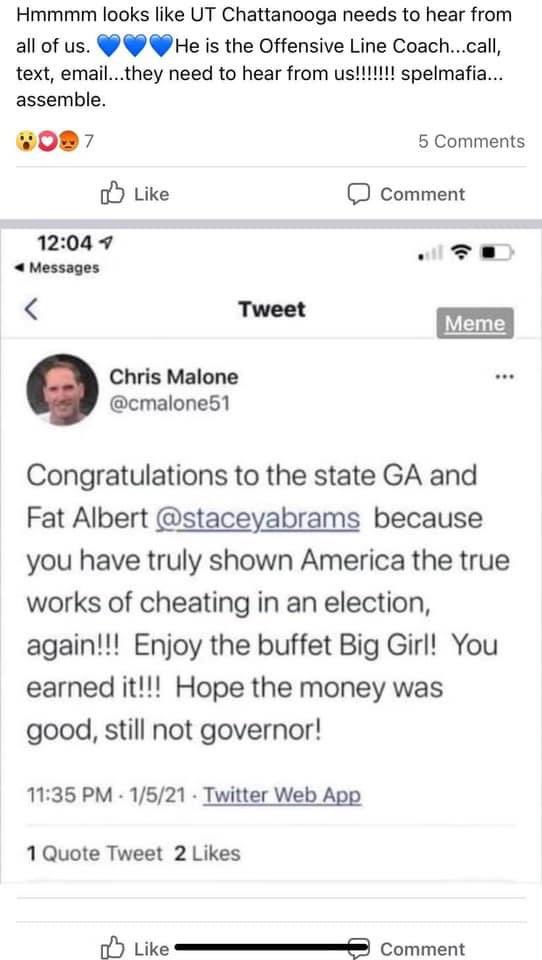 Hmmmm looks like UT Chattanooga needs to hear from
all of us. 💙💙💙He is the Offensive Line Coach...call,
text, email...they need to hear from us!!!!!!! spelmafia...
assemble.
7
5 Comments
Like
Comment
12:04
Messages
Tweet
Meme
Chris Malone
@cmalone51
Congratulations to the state GA and
Fat Albert @staceyabrams because
you have truly shown America the true
works of cheating in an election,
again!!! Enjoy the buffet Big Girl! You
earned it!!! Hope the money was
good, still not governor!
11:35 PM · 1/5/21 · Twitter Web App
1 Quote Tweet 2 Likes
Like
Comment